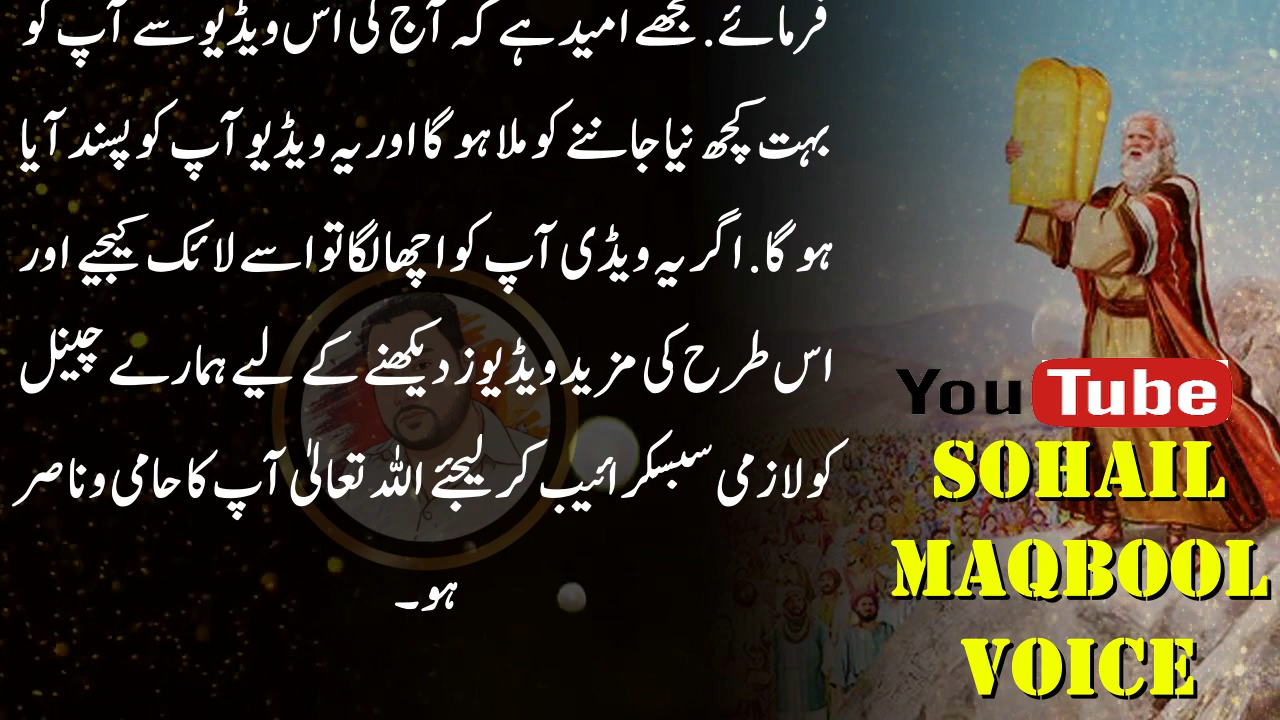 فرمائے. مجھے امید ہے کہ آج کی اس ویڈیو سے آپ کو
بہت کچھ نیا جاننے کو ملا ہو گا اور یہ ویڈیو آپ کو پسند آیا
ہو گا. اگر یہ ویڈی آپ کو اچھا لگا تو اسے لائک کیجیے اور
اس طرح کی مزید ویڈیوز دیکھنے کے لیے ہمارے چینل
کو لازمی سبسکرائیب کر لیجئے اللہ تعالیٰ آپ کا حامی و ناصر
ہو۔
YouTube
SOHAIL
MAQBOOL
VOICE